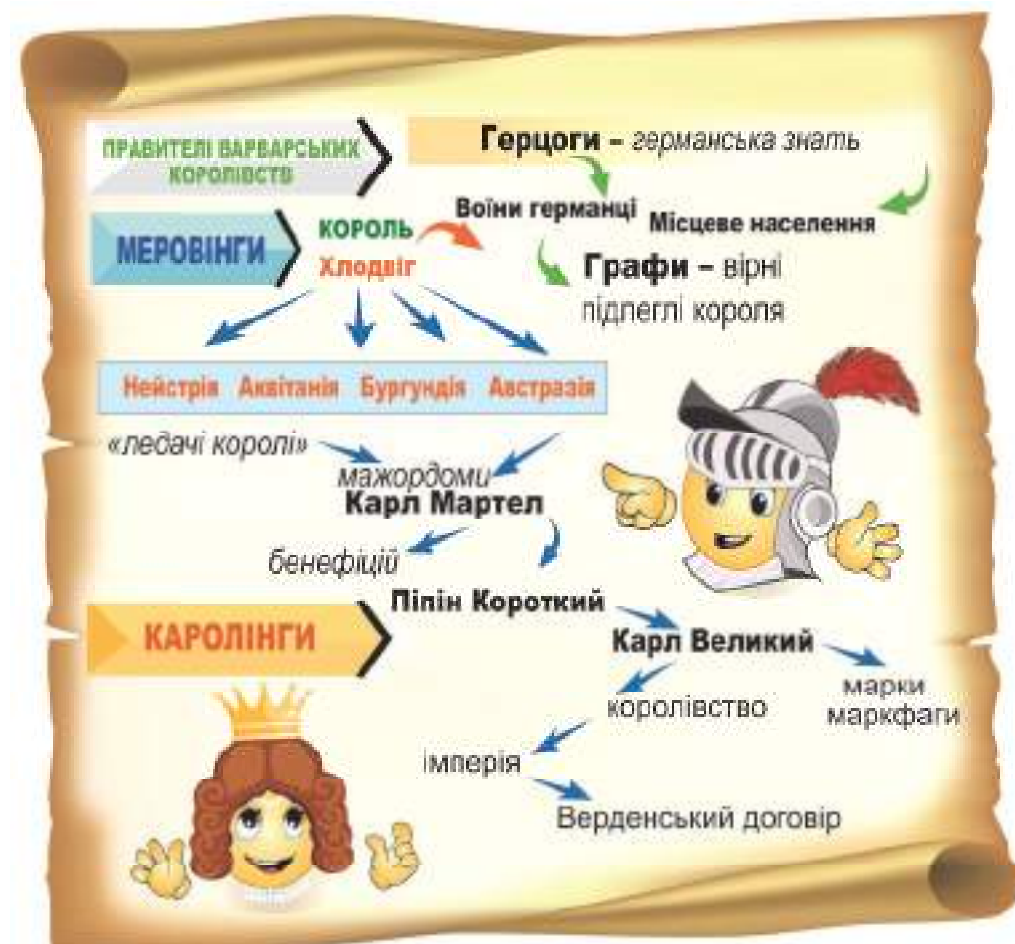 ПРАВИТЕЛІ ВАРВАРСЬКИХ
КОРОЛІВСТВ
Герцоги – германська знать
Воїни германці
Місцеве населення
МЕРОВІНГИ
КОРОЛЬ
Хлодвіг
Графи – вірні
підлеглі короля
Нейстрія Аквітанія Бургундія Австразія
«ледачі королі»
мажордоми
Карл Мартел
бенефіцій
Піпін Короткий
КАРОЛІНГИ
Карл Великий
королівство
марки
маркфаги
імперія
Верденський договір